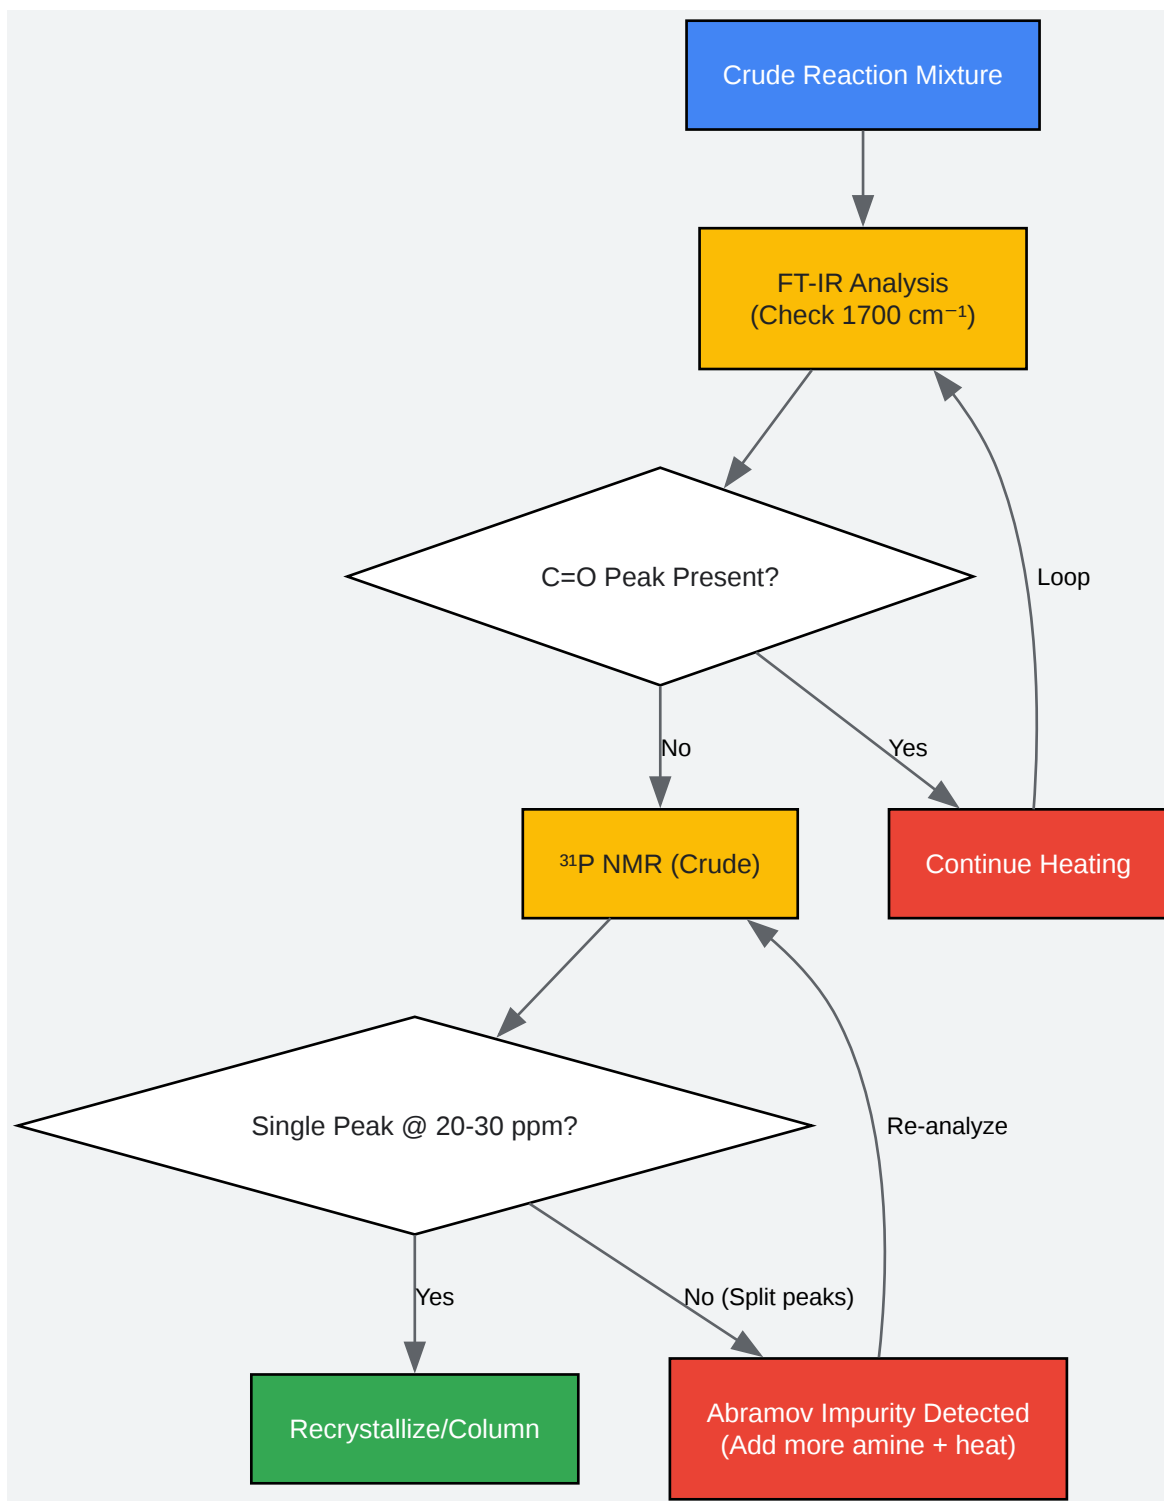 Crude Reaction Mixture
FT-IR Analysis
(Check 1700 cm⁻¹)
C=O Peak Present?
Loop
No
Yes
³¹P NMR (Crude)
Continue Heating
Single Peak @ 20-30 ppm?
Re-analyze
Yes
No (Split peaks)
Recrystallize/Column
Abramov Impurity Detected
(Add more amine + heat)